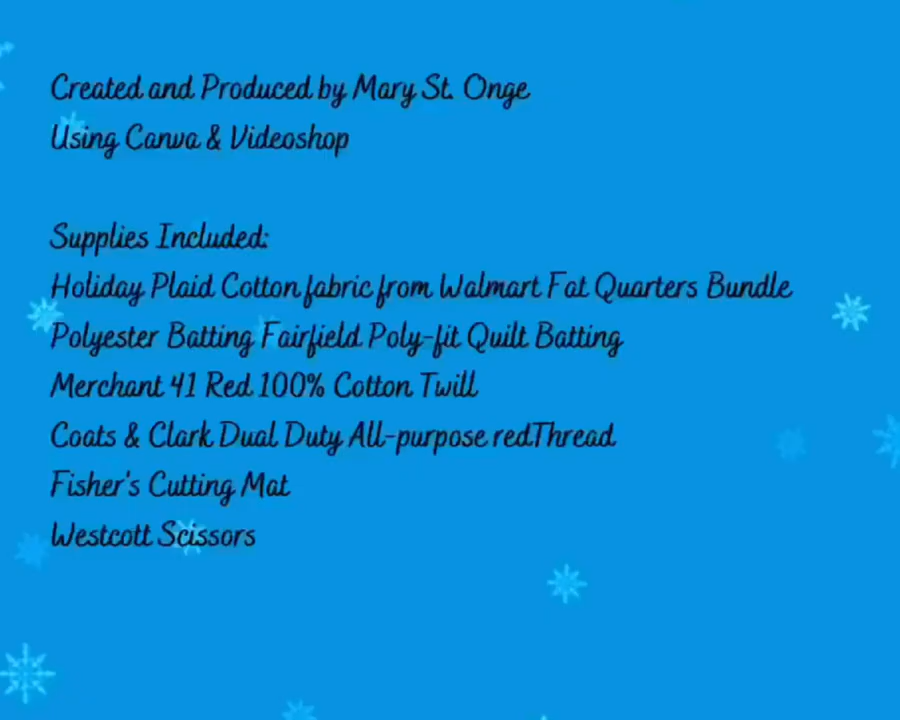 Created and Produced by Mary St. Onge
Using Canva & Videoshop
Supplies Included:
Holiday Plaid Cotton fabric from Walmart Fat Quarters Bundle
Polyester Batting Fairfield Poly-fit Quilt Batting
Merchant 41 Red 100% Cotton Twill
Coats & Clark Dual Duty All-purpose redThread
Fisher's Cutting Mat
Westcott Scissors